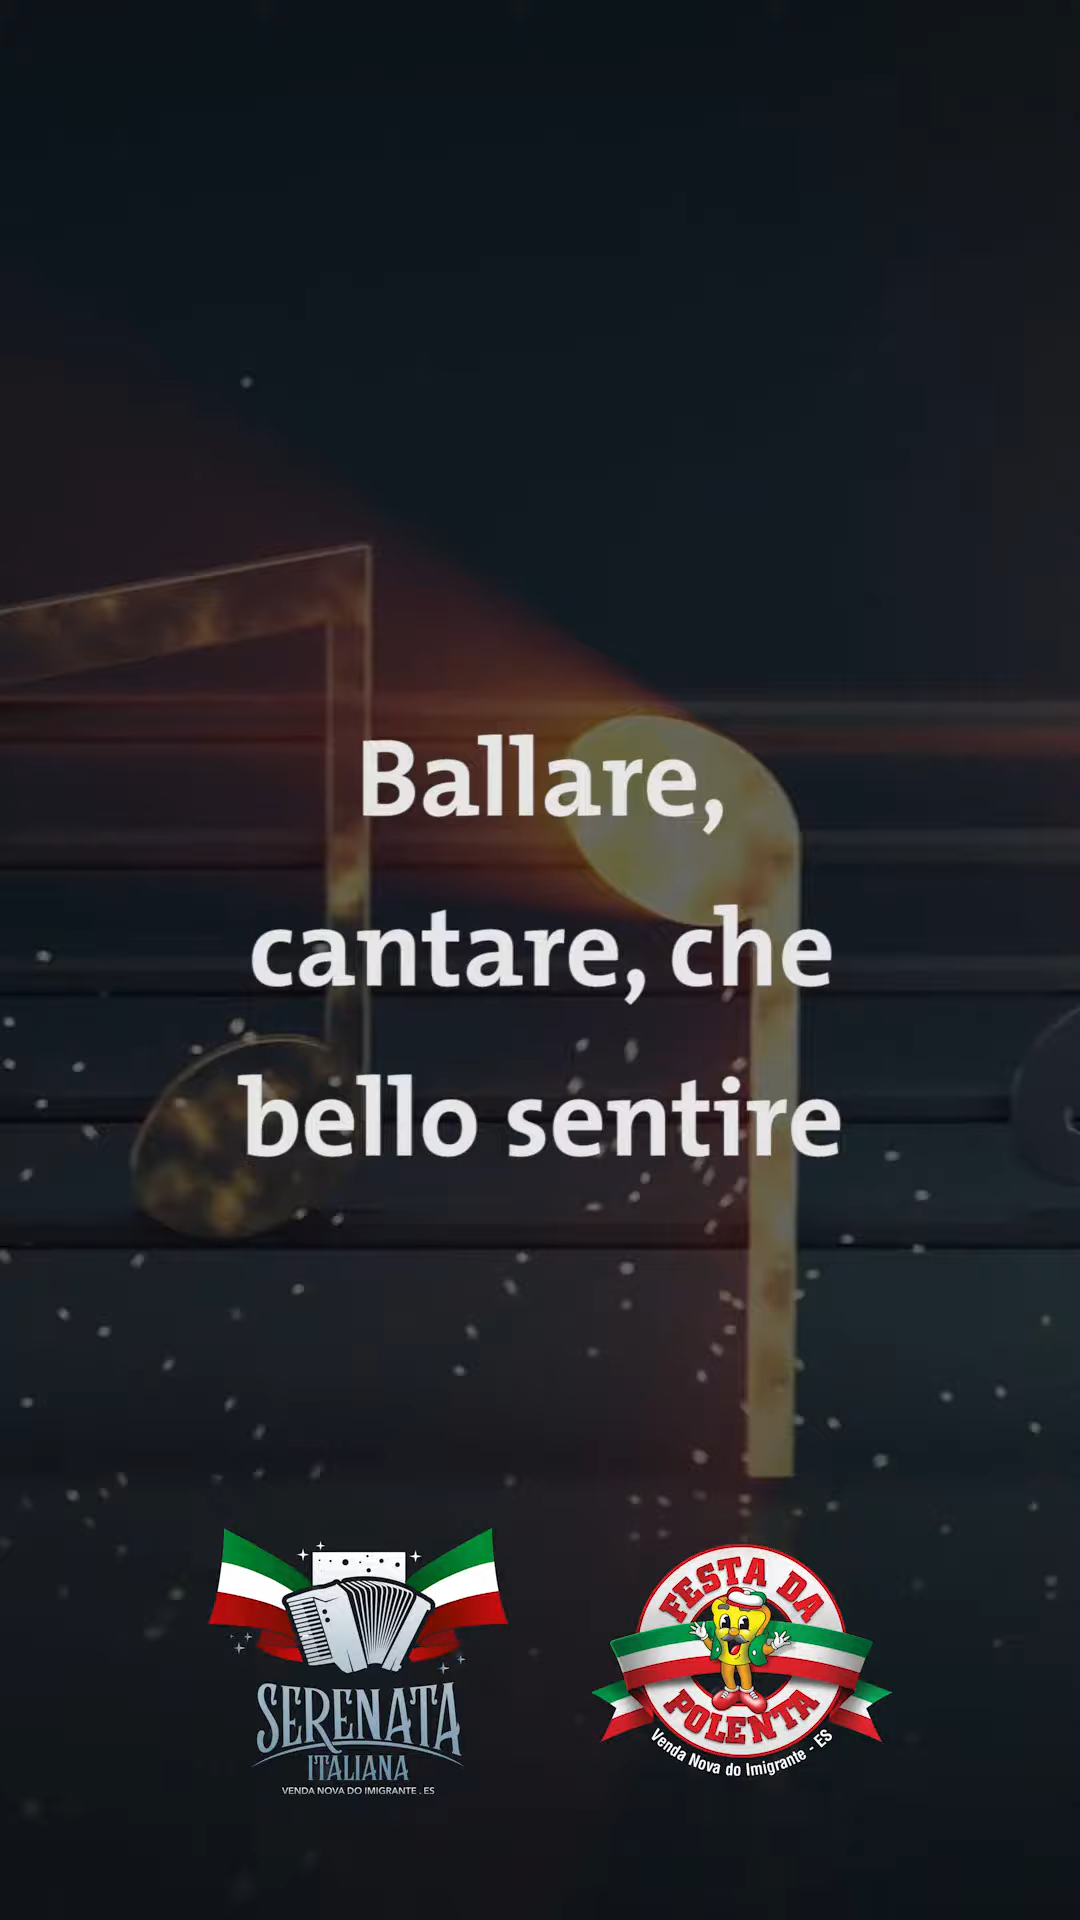 Ballare,
cantare, che
bello sentire
SERENATA
ITALIANA
VENDA NOVA DO IMIGRANTE . ES
FESTA DA
POLENTA
Venda Nova do Imigrante - ES